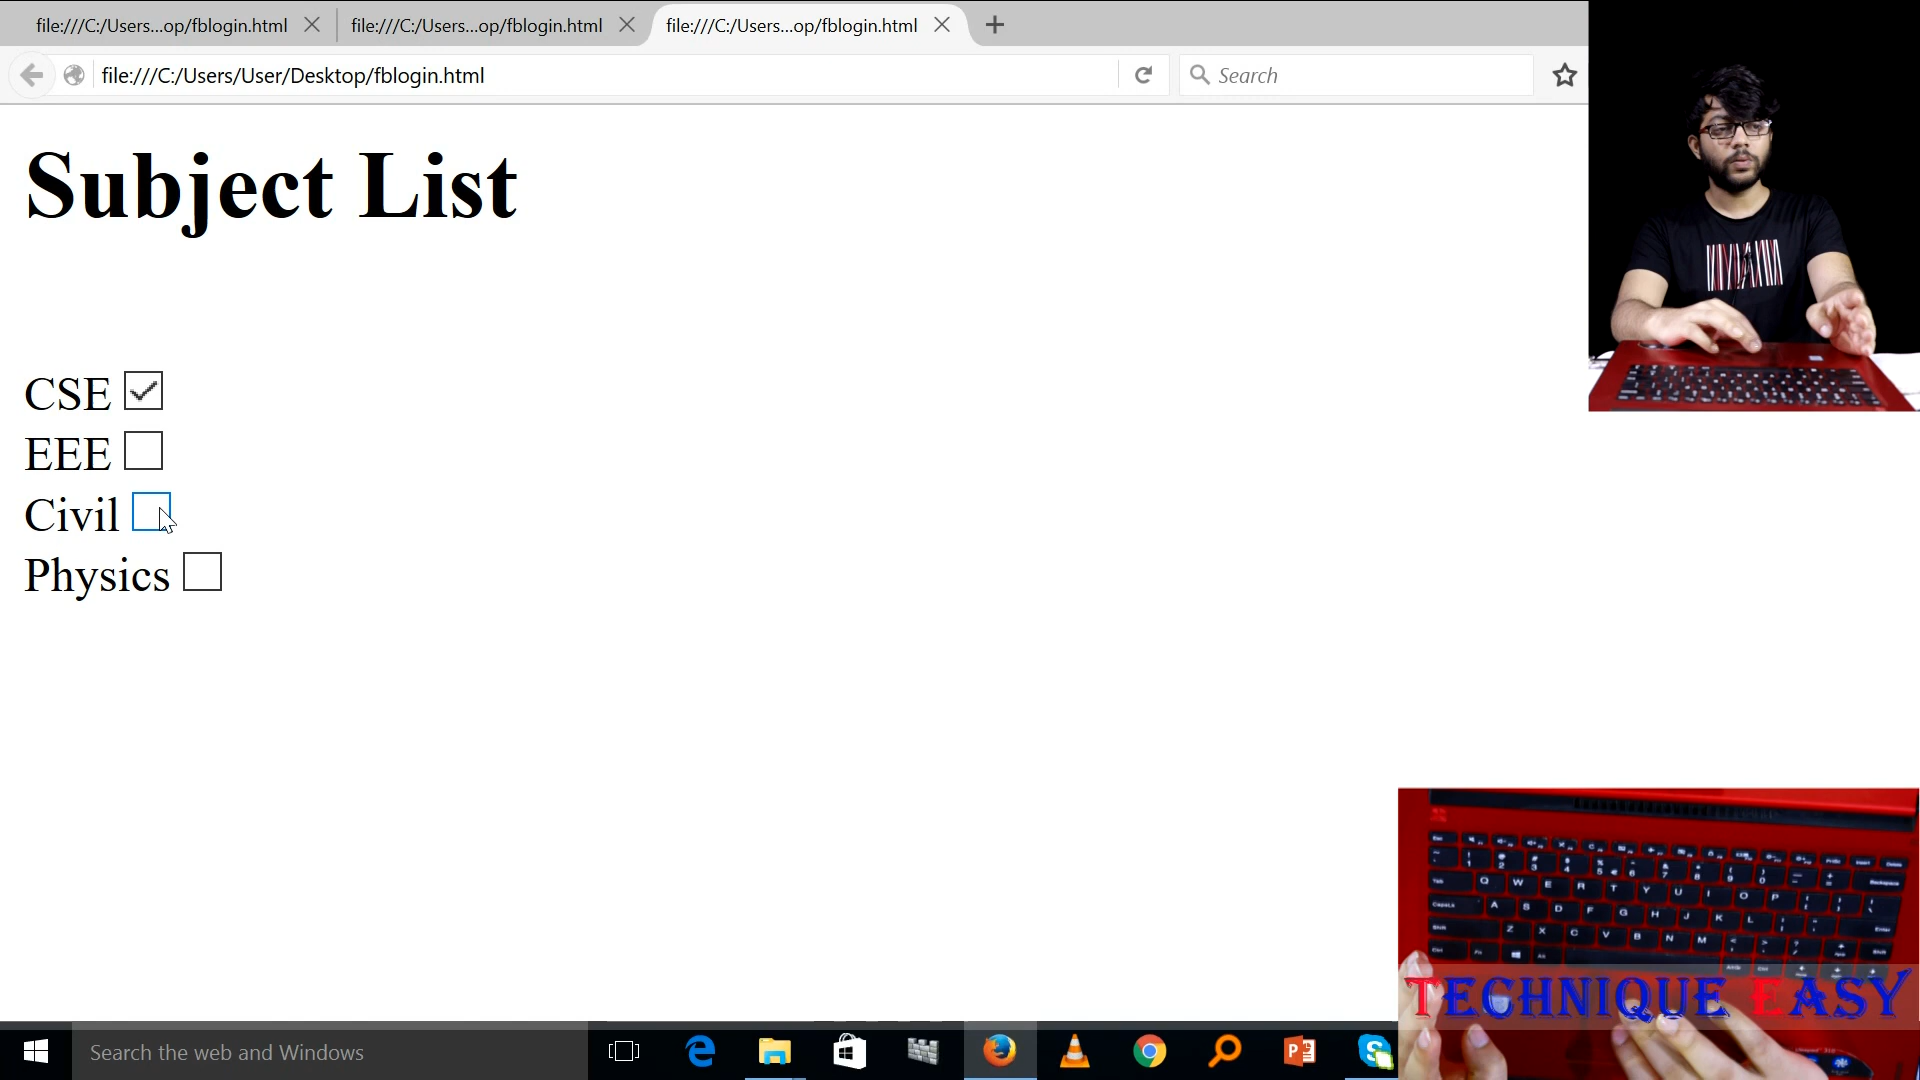 file:///C:/Users...op/fblogin.html
file:///C:/Users...op/fblogin.html
file:///C:/Users...op/fblogin.html
file:///C:/Users/User/Desktop/fblogin.html
Search
Subject List
CSE
EEE
Civil
Physics
TECHNIQUE EASY
Search the web and Windows